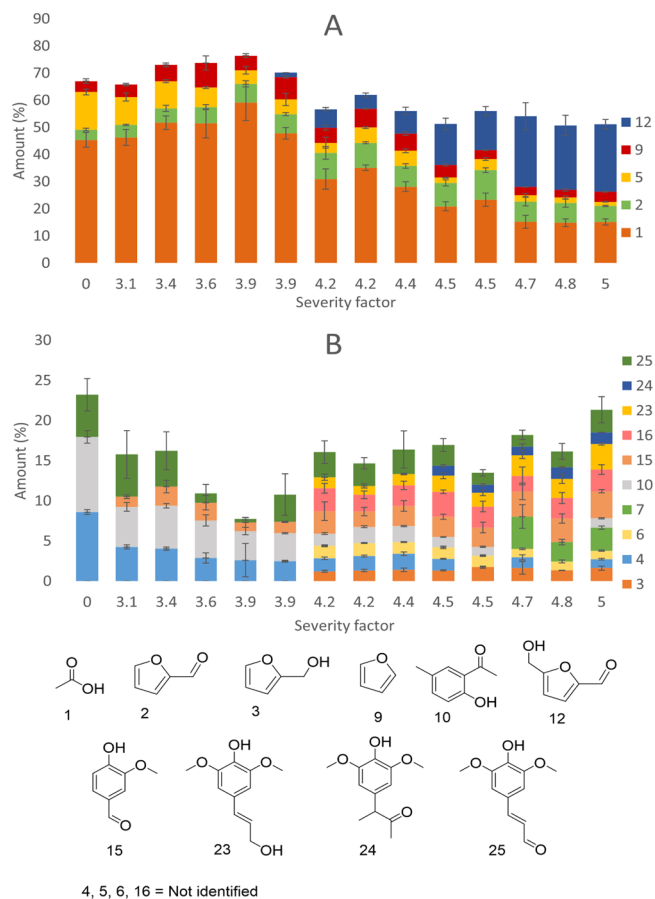 A
90
80
70
60
50
40
30
20
10
0
Amount (%)
12
9
5
2
1
0 3.1 3.4 3.6 3.9 3.9 4.2 4.2 4.4 4.5 4.5 4.7 4.8 5
Severity factor
B
30
25
20
15
10
5
0
Amount (%)
25
24
23
16
15
10
7
6
4
3
0 3.1 3.4 3.6 3.9 3.9 4.2 4.2 4.4 4.5 4.5 4.7 4.8 5
Severity factor
O
OH
1
O
O
2
O
OH
3
O
9
O
OH
10
OH
O
O
12
OH
O
O
15
OH
O
O
OH
23
OH
O
O
O
24
OH
O
O
O
25
4, 5, 6, 16 = Not identified